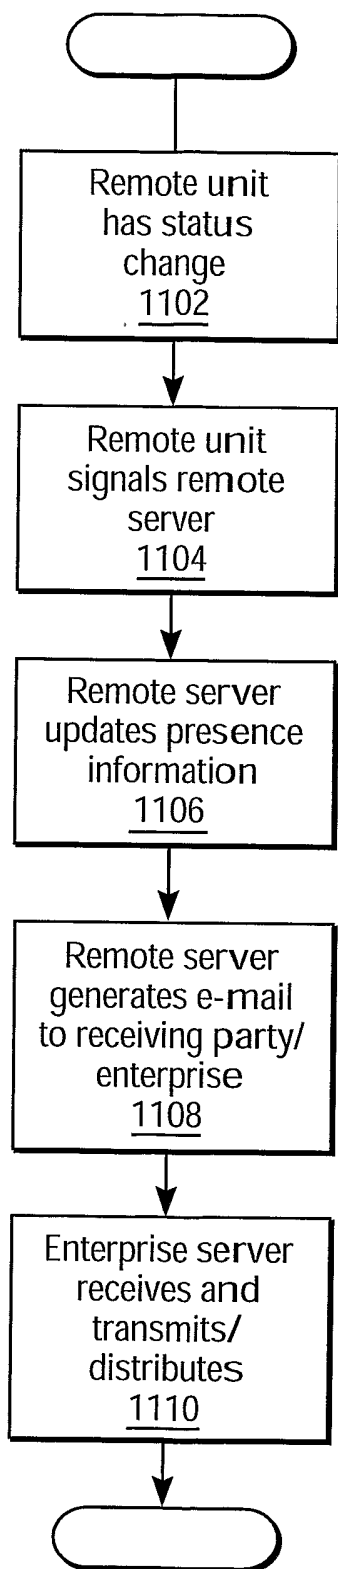 Remote unit
has status
change
1102
Remote unit
signals remote
server
1104
Remote server
updates presence
information
1106
Remote server
generates e-mail
to receiving party/
enterprise
1108
Enterprise server
receives and
transmits/
distributes
1110